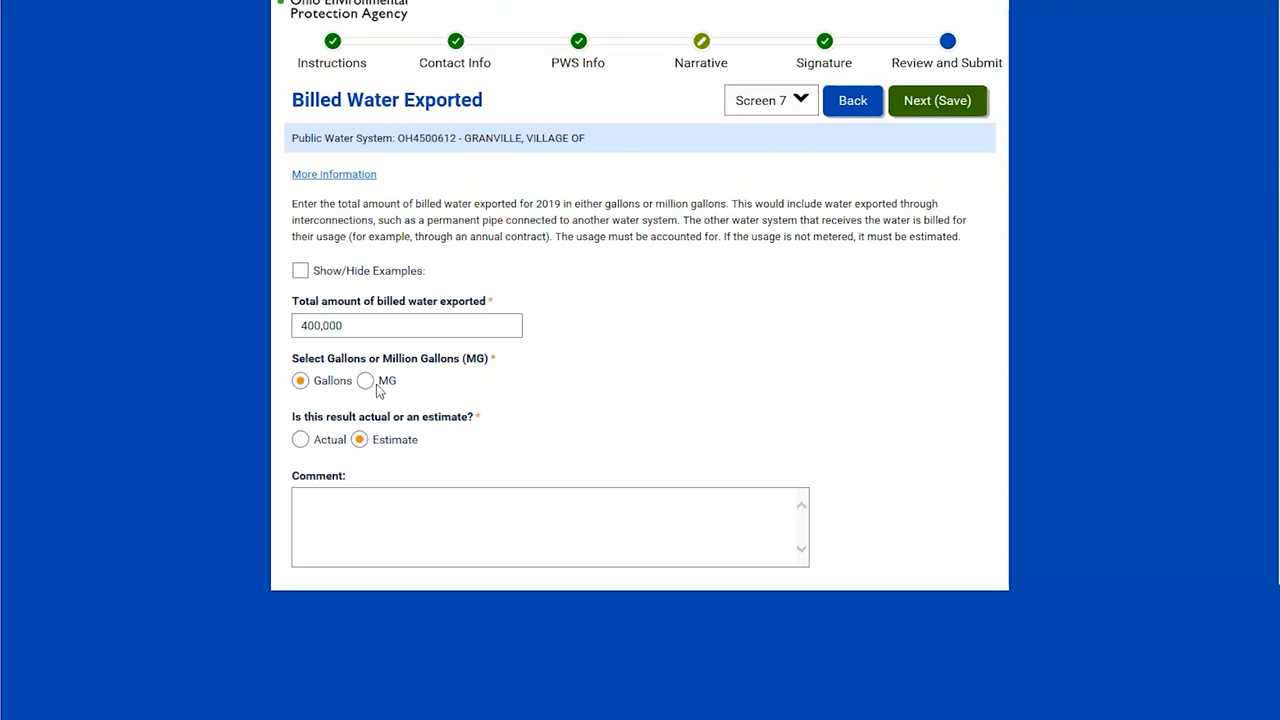 Ohio Environmental
Protection Agency
Instructions
Contact Info
PWS Info
Narrative
Signature
Review and Submit
Billed Water Exported
Screen 7
Back
Next (Save)
Public Water System: OH4500612 - GRANVILLE, VILLAGE OF
More Information
Enter the total amount of billed water exported for 2019 in either gallons or million gallons. This would include water exported through
interconnections, such as a permanent pipe connected to another water system. The other water system that receives the water is billed for
their usage (for example, through an annual contract). The usage must be accounted for. If the usage is not metered, it must be estimated.
Show/Hide Examples:
Total amount of billed water exported *
400,000
Select Gallons or Million Gallons (MG) *
Gallons MG
Is this result actual or an estimate? *
Actual Estimate
Comment: